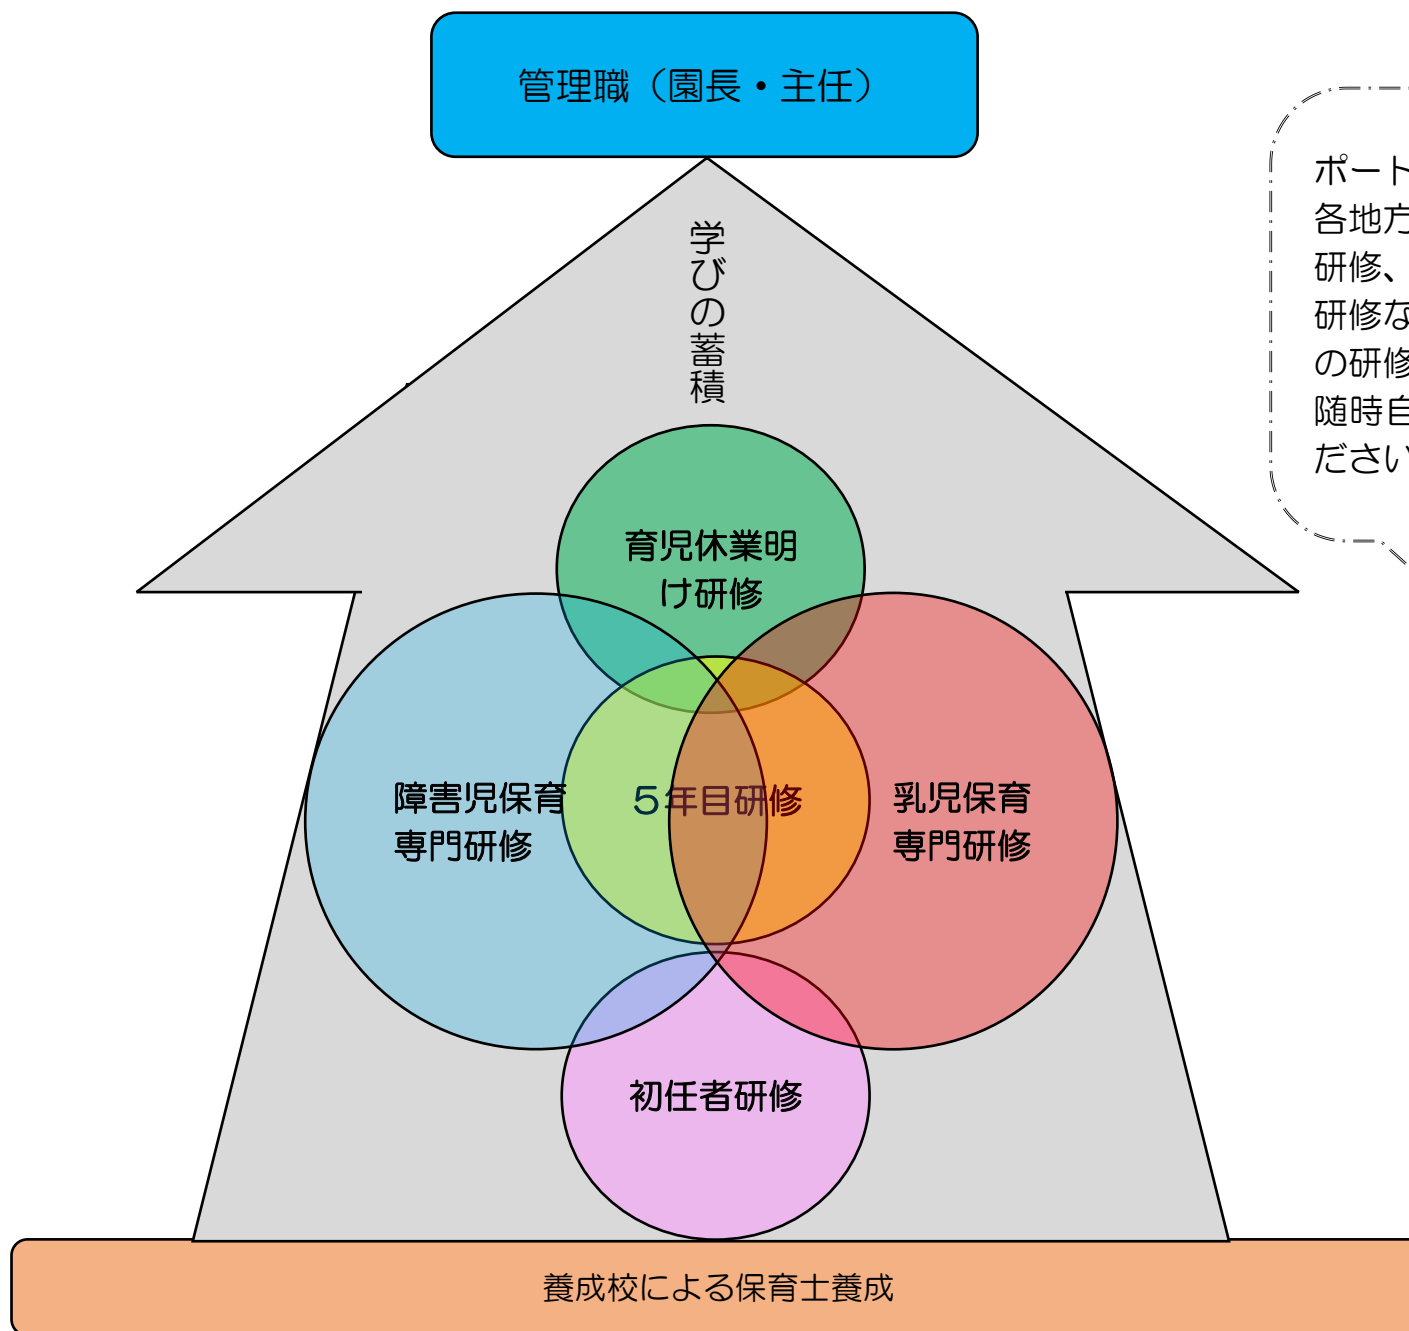 管理職（園長・主任）
学びの蓄積
ポート
各地方
研修、
研修な
の研修
随時自
ださい
育児休業明
け研修
障害児保育
専門研修
５年目研修
乳児保育
専門研修
初任者研修
養成校による保育士養成